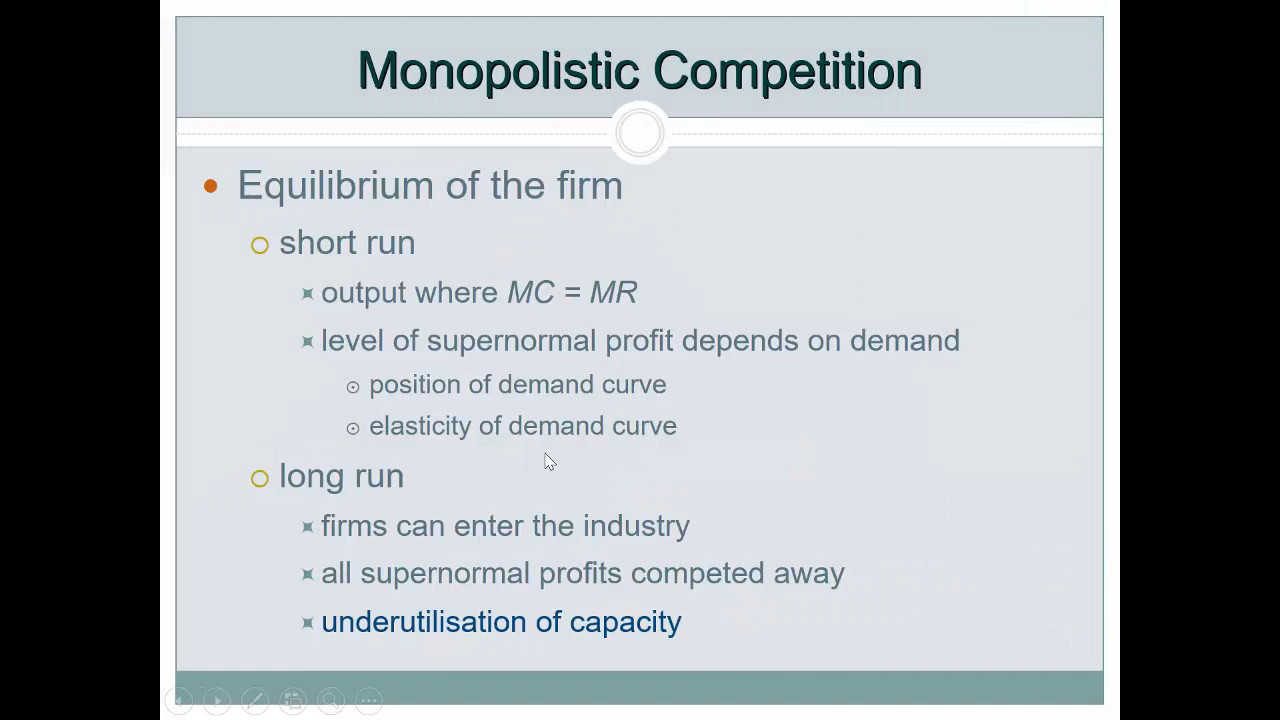 Monopolistic Competition
Equilibrium of the firm
short run
output where MC = MR
level of supernormal profit depends on demand
position of demand curve
elasticity of demand curve
long run
firms can enter the industry
all supernormal profits competed away
underutilisation of capacity